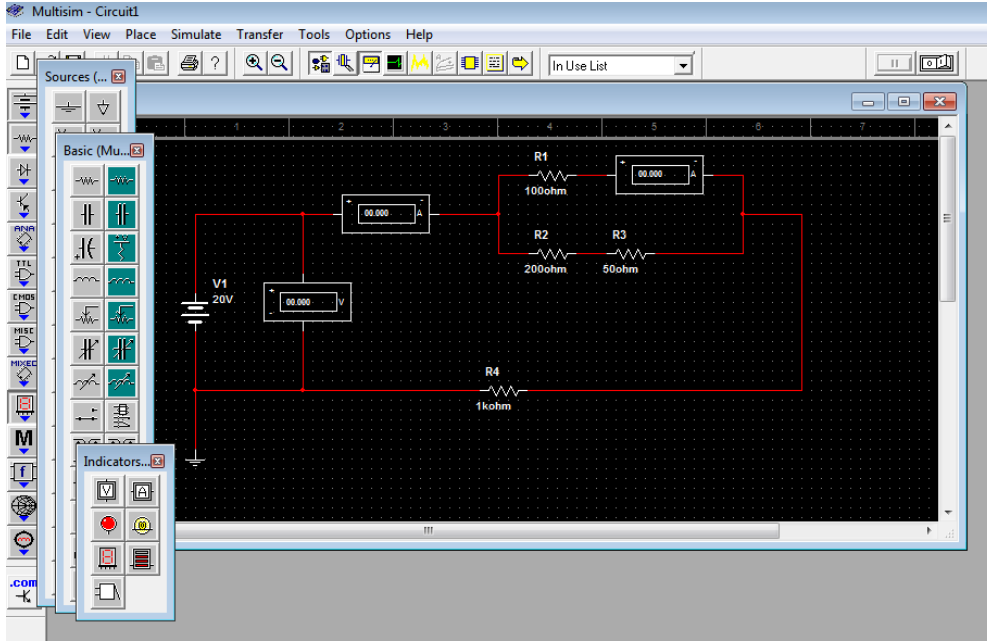 Multisim - Circuit1
File Edit View Place Simulate Transfer Tools Options Help
In Use List
Sources (...
Basic (Mu...
Indicators...
1 2 3 4 5 6 7
R1
100ohm
00.000 A
00.000 A
R2
200ohm
R3
50ohm
V1
20V
00.000 V
R4
1kohm
ANA
TTL
CMOS
MISC
MIXED
M
f
.com
V A